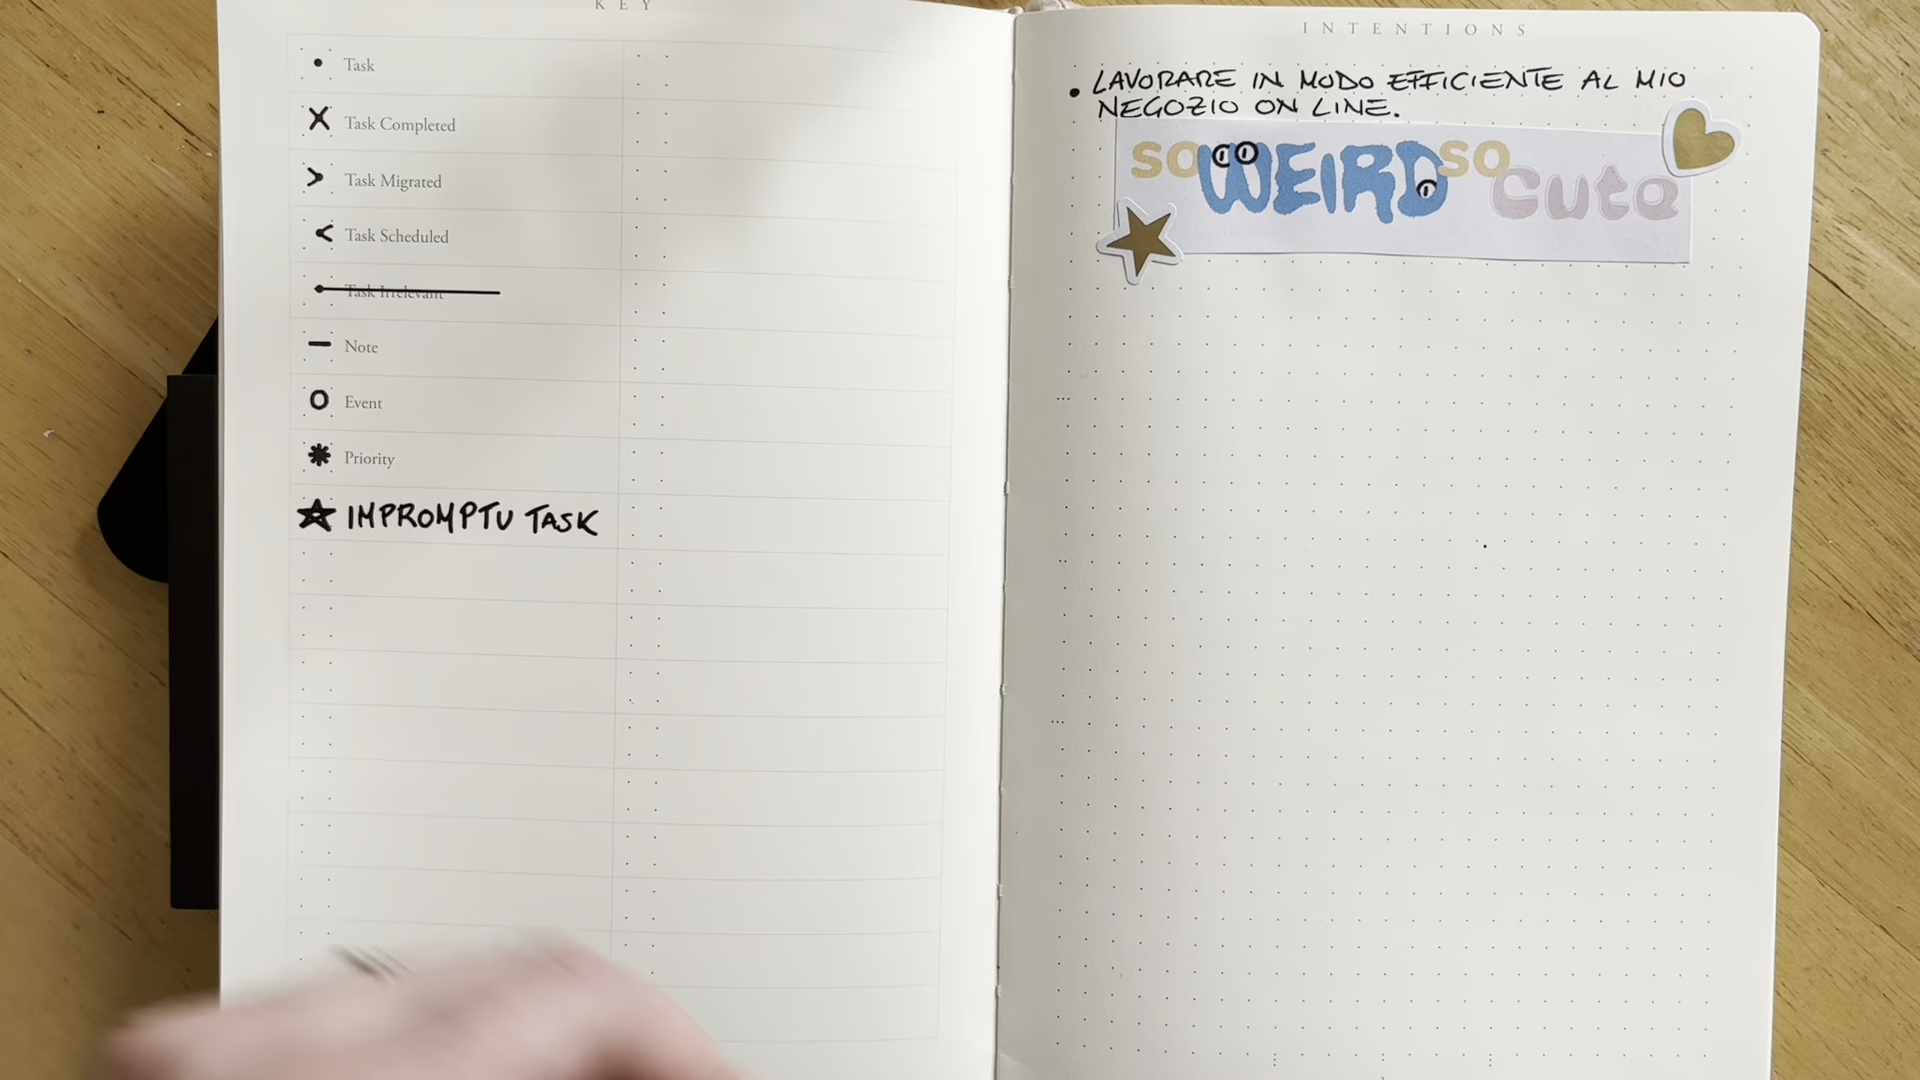 KEY
Task
Task Completed
Task Migrated
Task Scheduled
Task Irrelevant
Note
Event
Priority
IMPROMPTU TASK
INTENTIONS
• LAVORARE IN MODO EFFICIENTE AL MIO
NEGOZIO ON LINE.
SO WEIRD SO cute